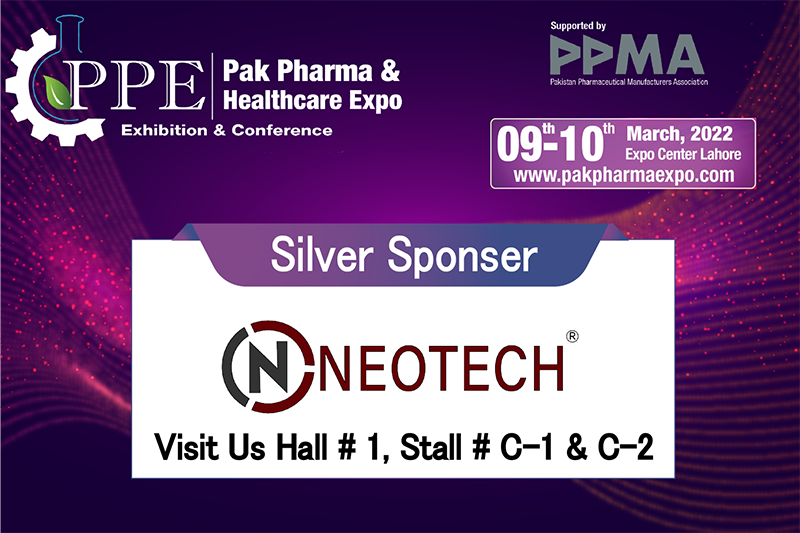 PPE
Pak Pharma &
Healthcare Expo
Exhibition & Conference
Supported by
PPMA
Pakistan Pharmaceutical Manufacturers Association
09th-10th March, 2022
Expo Center Lahore
www.pakpharmaexpo.com
Silver Sponser
N NEOTECH®
Visit Us Hall # 1, Stall # C-1 & C-2